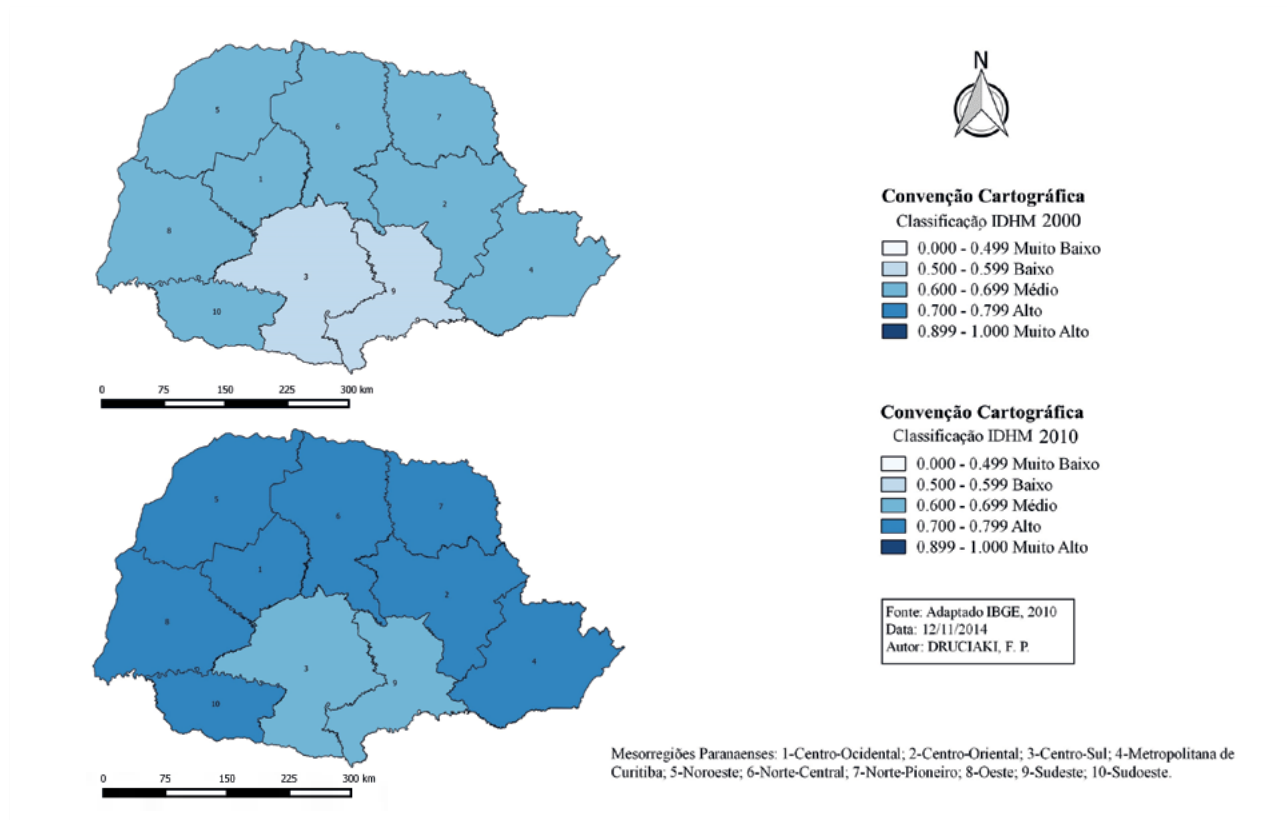 N
5
6
7
1
2
8
3
4
9
10
0 75 150 225 300 km
Convenção Cartográfica
Classificação IDHM 2000
0.000 - 0.499 Muito Baixo
0.500 - 0.599 Baixo
0.600 - 0.699 Médio
0.700 - 0.799 Alto
0.899 - 1.000 Muito Alto
Convenção Cartográfica
Classificação IDHM 2010
0.000 - 0.499 Muito Baixo
0.500 - 0.599 Baixo
0.600 - 0.699 Médio
0.700 - 0.799 Alto
0.899 - 1.000 Muito Alto
5
6
7
1
2
8
3
4
9
10
0 75 150 225 300 km
Fonte: Adaptado IBGE, 2010
Data: 12/11/2014
Autor: DRUCIAKI, F. P.
Mesorregiões Paranaenses: 1-Centro-Ocidental; 2-Centro-Oriental; 3-Centro-Sul; 4-Metropolitana de
Curitiba; 5-Noroeste; 6-Norte-Central; 7-Norte-Pioneiro; 8-Oeste; 9-Sudeste; 10-Sudoeste.